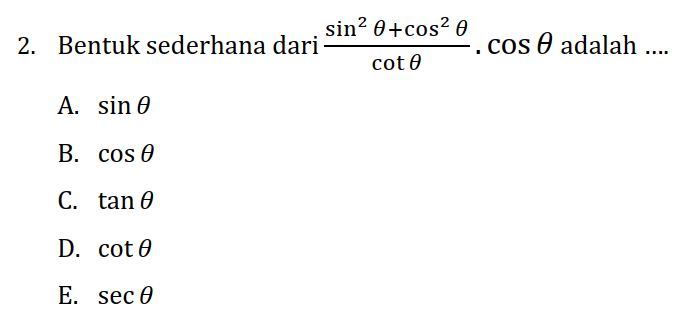 2. Bentuk sederhana dari (sin² θ+cos² θ)/(cot θ) . cos θ adalah ....
A. sin θ
B. cos θ
C. tan θ
D. cot θ
E. sec θ